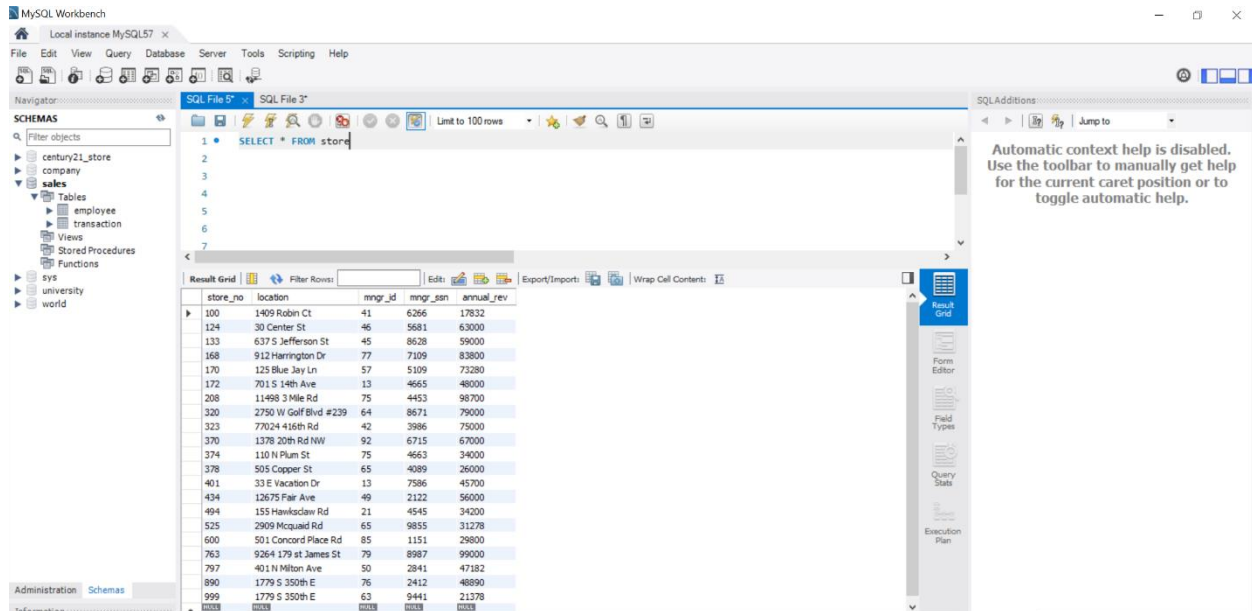 MySQL Workbench
Local instance MySQL57
File Edit View Query Database Server Tools Scripting Help
Navigator
SCHEMAS
Filter objects
century21_store
company
sales
Tables
employee
transaction
Views
Stored Procedures
Functions
sys
university
world
Administration Schemas
SQL File 5* SQL File 3*
Limit to 100 rows
1 SELECT * FROM store
2
3
4
5
6
7
Result Grid Filter Rows: Edit: Export/Import: Wrap Cell Content:
store_no location mngr_id mngr_ssn annual_rev
100 1409 Robin Ct 41 6266 17832
124 30 Center St 46 5681 63000
133 637 S Jefferson St 45 8628 59000
168 912 Harrington Dr 77 7109 83800
170 125 Blue Jay Ln 57 5109 73280
172 701 S 14th Ave 13 4665 48000
208 11498 3 Mile Rd 75 4453 98700
320 2750 W Golf Blvd #239 64 8671 79000
323 77024 416th Rd 42 3986 75000
370 1378 20th Rd NW 92 6715 67000
374 110 N Plum St 75 4663 34000
378 505 Copper St 65 4089 26000
401 33 E Vacation Dr 13 7586 45700
434 12675 Fair Ave 49 2122 56000
494 155 Hawksclaw Rd 21 4545 34200
525 2909 Mcquaid Rd 65 9855 31278
600 501 Concord Place Rd 85 1151 29800
763 9264 179 st James St 79 8987 99000
797 401 N Milton Ave 50 2841 47182
890 1779 S 350th E 76 2412 48890
999 1779 S 350th E 63 9441 21378
NULL NULL NULL NULL NULL
Result
Grid
Form
Editor
Field
Types
Query
Stats
Execution
Plan
SQLAdditions
Jump to
Automatic context help is disabled.
Use the toolbar to manually get help
for the current caret position or to
toggle automatic help.